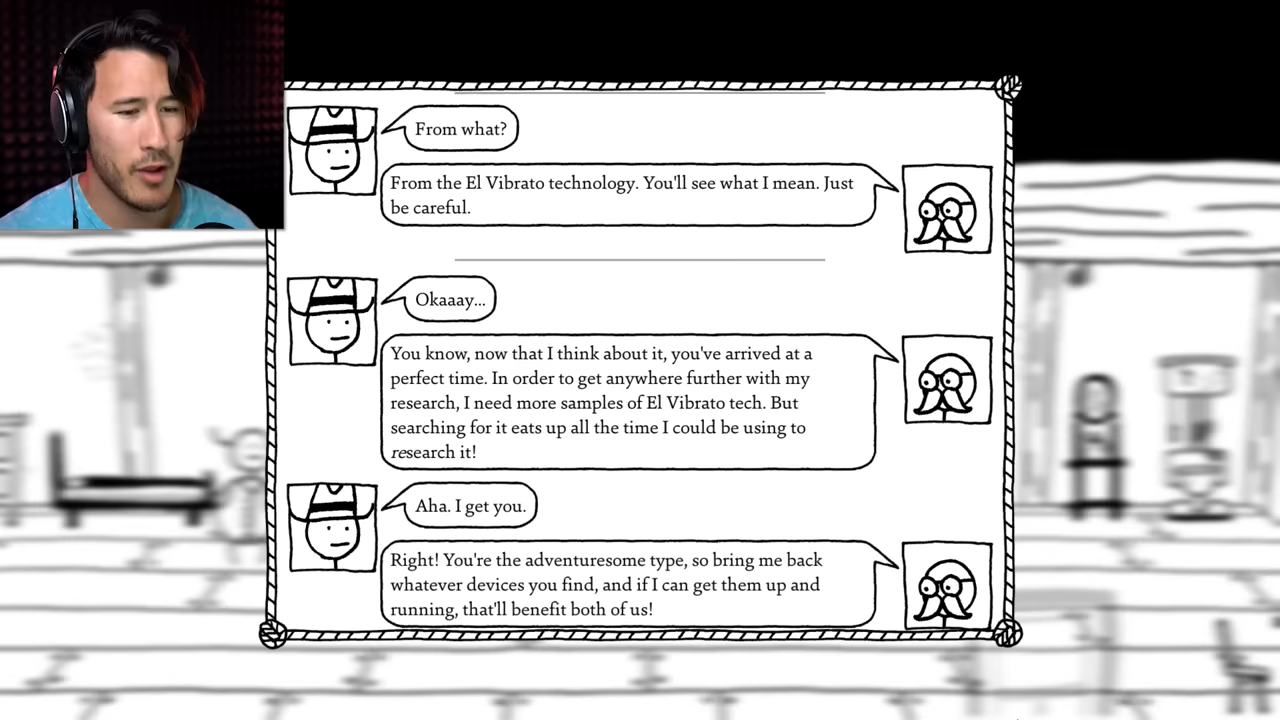 From what?
From the El Vibrato technology. You'll see what I mean. Just
be careful.
Okaaay...
You know, now that I think about it, you've arrived at a
perfect time. In order to get anywhere further with my
research, I need more samples of El Vibrato tech. But
searching for it eats up all the time I could be using to
research it!
Aha. I get you.
Right! You're the adventuresome type, so bring me back
whatever devices you find, and if I can get them up and
running, that'll benefit both of us!